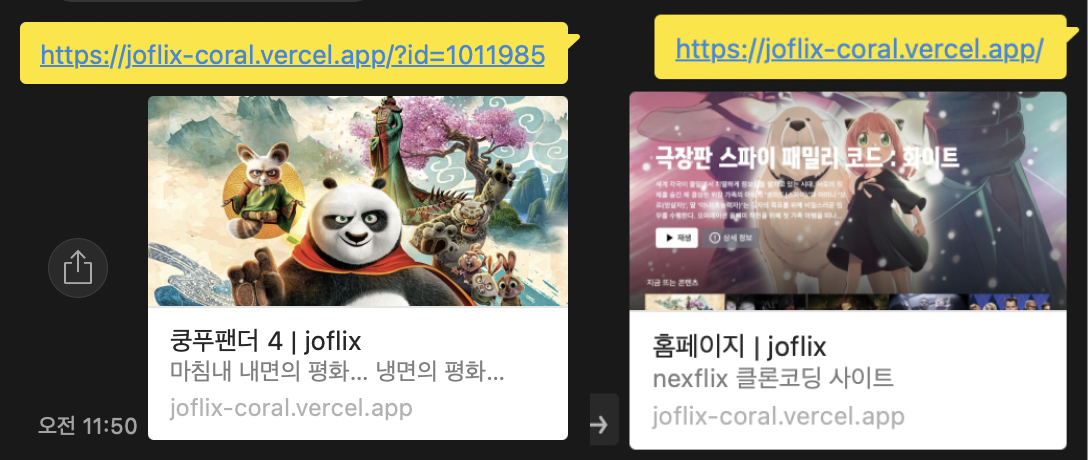 https://joflix-coral.vercel.app/?id=1011985
쿵푸팬더 4 | joflix
마침내 내면의 평화... 냉면의 평화...
joflix-coral.vercel.app
오전 11:50
https://joflix-coral.vercel.app/
극장판 스파이 패밀리 코드 : 화이트
재생
상세 정보
지금 뜨는 콘텐츠
홈페이지 | joflix
nexflix 클론코딩 사이트
joflix-coral.vercel.app